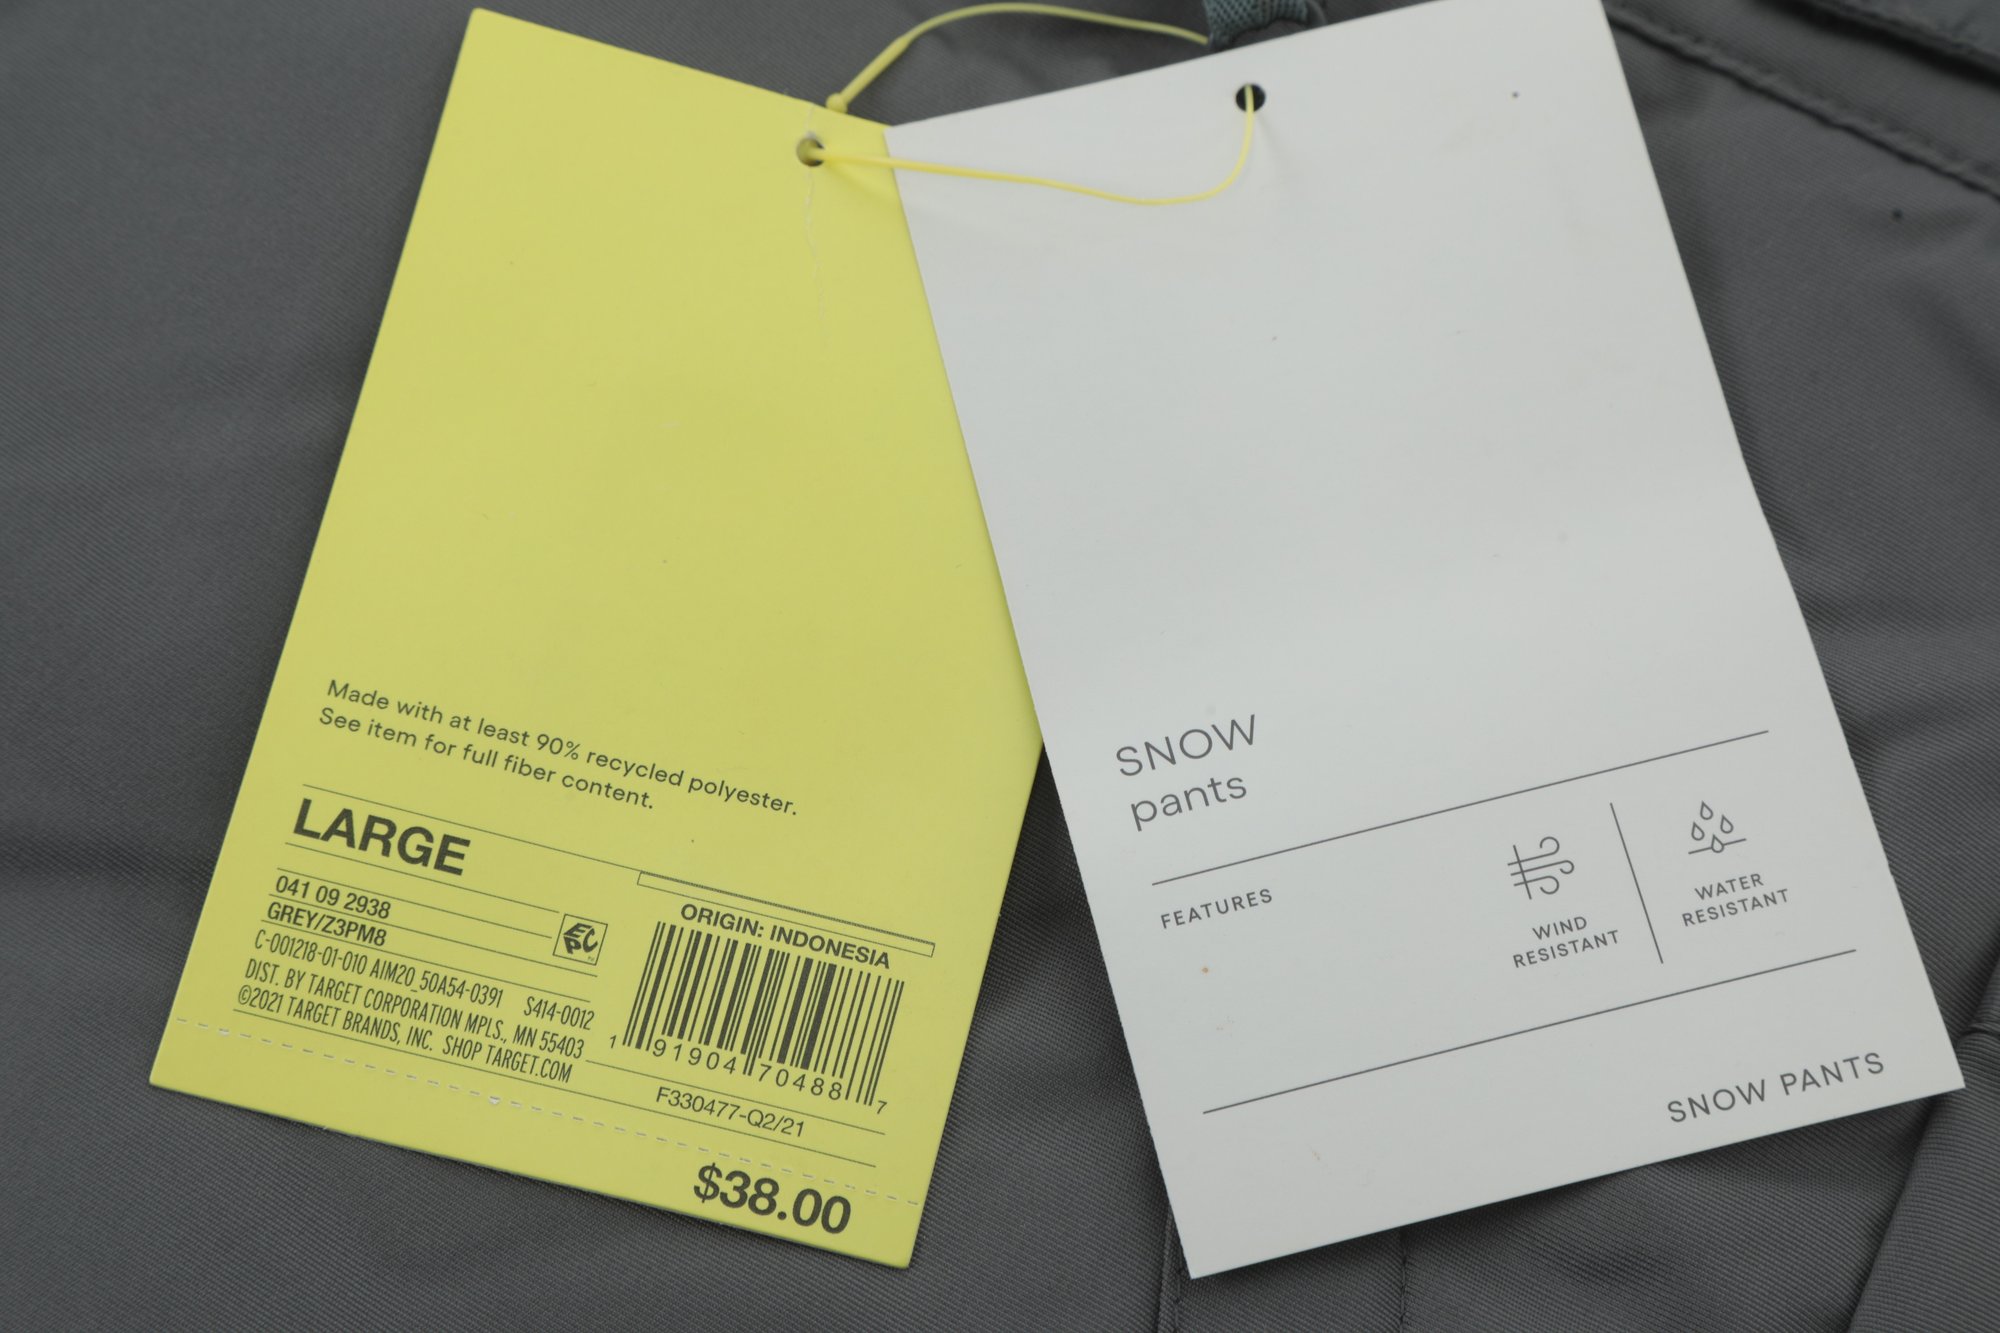 Made with at least 90% recycled polyester.
See item for full fiber content.
LARGE
041 09 2938
GREY/Z3PM8
C-001218-01-010 AIM20_50A54-0391 S414-0012
DIST. BY TARGET CORPORATION MPLS., MN 55403
©2021 TARGET BRANDS, INC. SHOP TARGET.COM
EPC
ORIGIN: INDONESIA
1 91904 70488 7
F330477-Q2/21
$38.00
SNOW
pants
FEATURES
WIND
RESISTANT
WATER
RESISTANT
SNOW PANTS